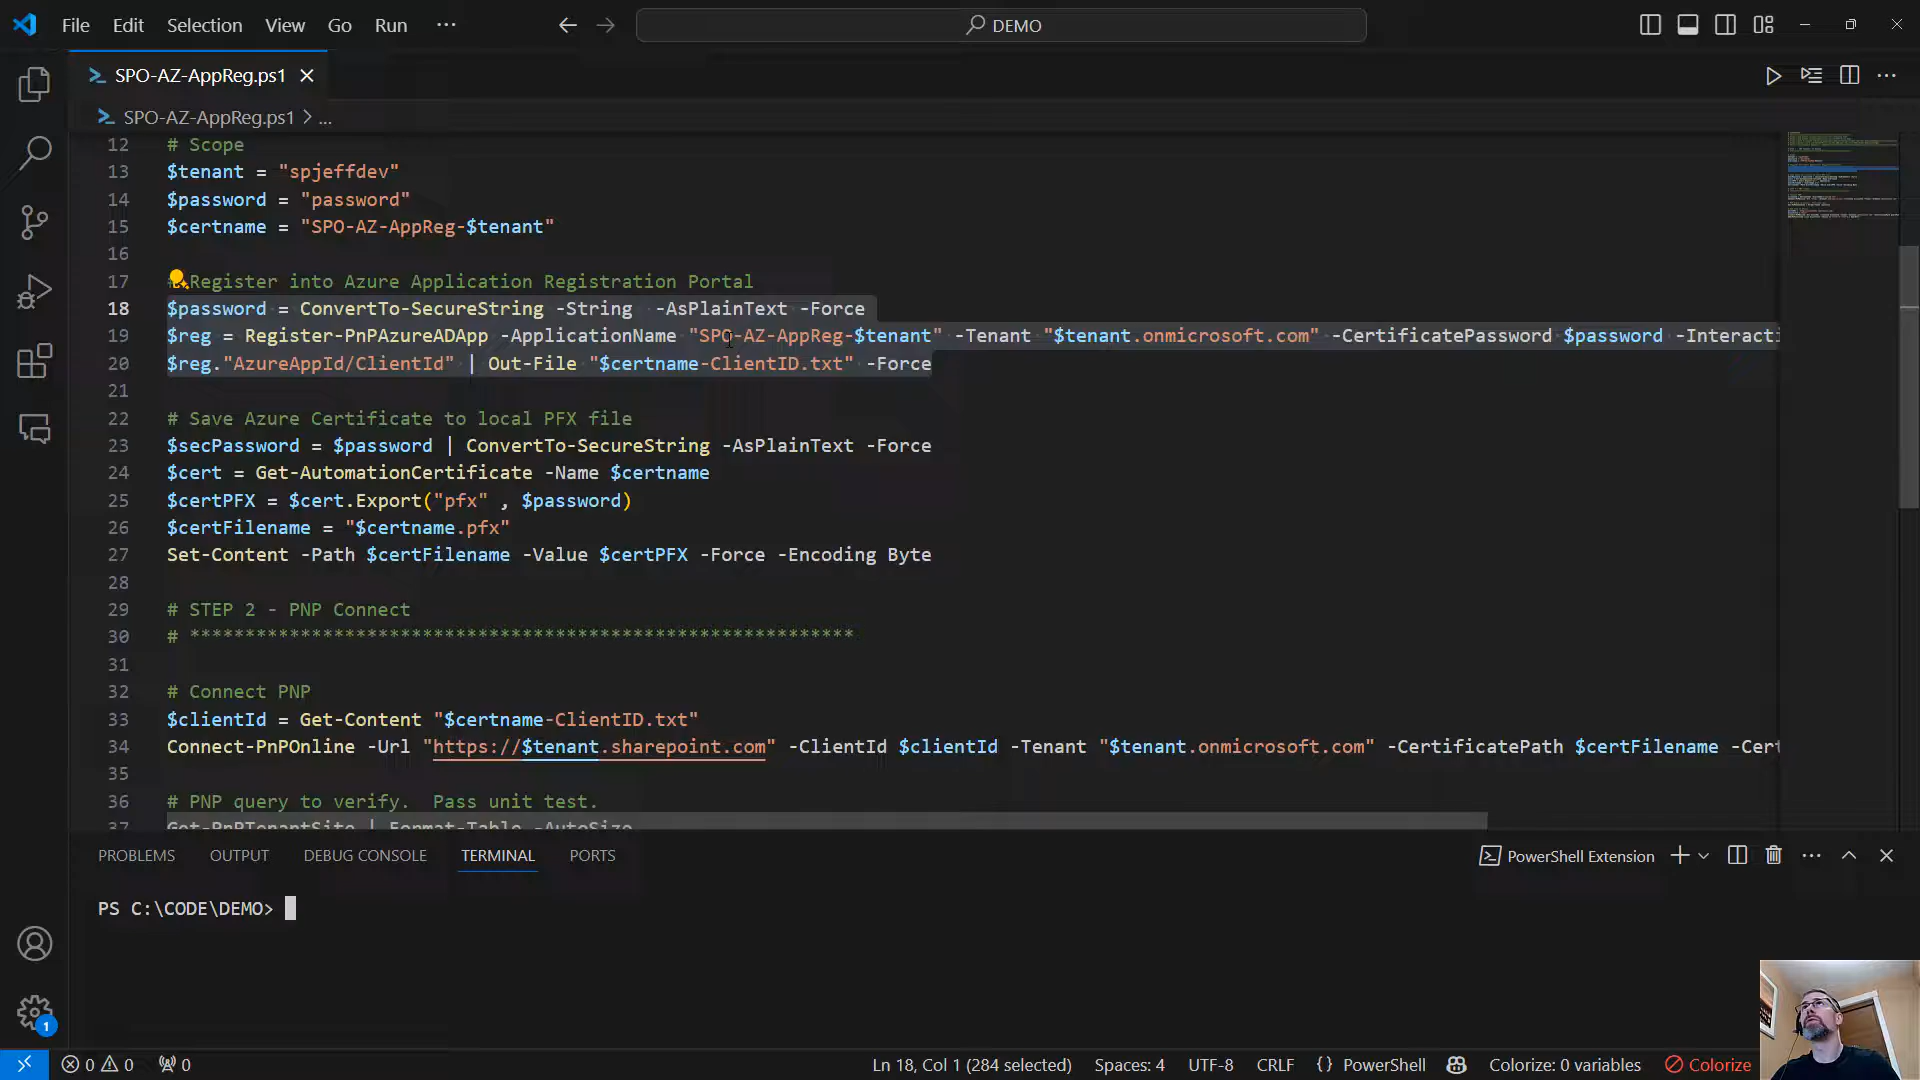 File Edit Selection View Go Run ···
DEMO
SPO-AZ-AppReg.ps1
SPO-AZ-AppReg.ps1 > ...
12 # Scope
13 $tenant = "spjeffdev"
14 $password = "password"
15 $certname = "SPO-AZ-AppReg-$tenant"
16
17 Register into Azure Application Registration Portal
18 $password = ConvertTo-SecureString -String  -AsPlainText -Force
19 $reg = Register-PnPAzureADApp -ApplicationName "SPO-AZ-AppReg-$tenant" -Tenant "$tenant.onmicrosoft.com" -CertificatePassword $password -Interacti
20 $reg."AzureAppId/ClientId" | Out-File "$certname-ClientID.txt" -Force
21
22 # Save Azure Certificate to local PFX file
23 $secPassword = $password | ConvertTo-SecureString -AsPlainText -Force
24 $cert = Get-AutomationCertificate -Name $certname
25 $certPFX = $cert.Export("pfx" , $password)
26 $certFilename = "$certname.pfx"
27 Set-Content -Path $certFilename -Value $certPFX -Force -Encoding Byte
28
29 # STEP 2 - PNP Connect
30 # ************************************************************
31
32 # Connect PNP
33 $clientId = Get-Content "$certname-ClientID.txt"
34 Connect-PnPOnline -Url "https://$tenant.sharepoint.com" -ClientId $clientId -Tenant "$tenant.onmicrosoft.com" -CertificatePath $certFilename -Cert
35
36 # PNP query to verify.  Pass unit test.
37 Get-PnPTenantSite | Format-Table -AutoSize
PROBLEMS OUTPUT DEBUG CONSOLE TERMINAL PORTS
PowerShell Extension
PS C:\CODE\DEMO>
1
0 0 0 Ln 18, Col 1 (284 selected) Spaces: 4 UTF-8 CRLF {} PowerShell Colorize: 0 variables Colorize